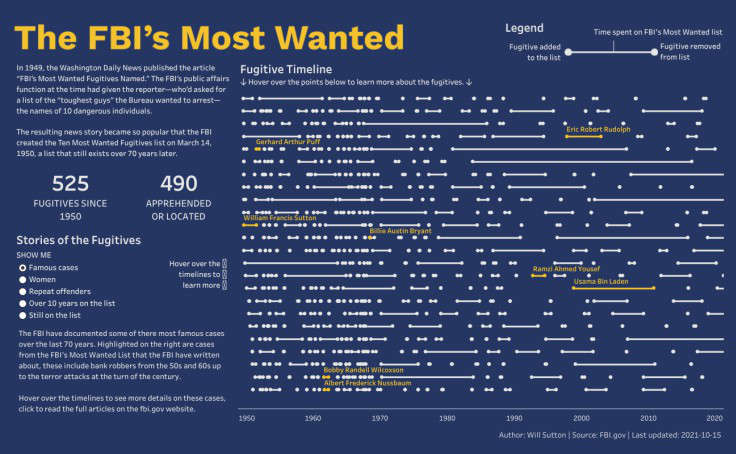 The FBI's Most Wanted
In 1949, the Washington Daily News published the article
"FBI's Most Wanted Fugitives Named." The FBI's public affairs
function at the time had given the reporter—who'd asked for
a list of the "toughest guys" the Bureau wanted to arrest—
the names of 10 dangerous individuals.
The resulting news story became so popular that the FBI
created the Ten Most Wanted Fugitives list on March 14,
1950, a list that still exists over 70 years later.
525
FUGITIVES SINCE
1950
490
APPREHENDED
OR LOCATED
Stories of the Fugitives
SHOW ME
Famous cases
Women
Repeat offenders
Over 10 years on the list
Still on the list
Hover over the
timelines to
learn more
The FBI have documented some of there most famous cases
over the last 70 years. Highlighted on the right are cases
from the FBI's Most Wanted List that the FBI have written
about, these include bank robbers from the 50s and 60s up
to the terror attacks at the turn of the century.
Hover over the timelines to see more details on these cases,
click to read the full articles on the fbi.gov website.
Legend
Time spent on FBI's Most Wanted list
Fugitive added
to the list
Fugitive removed
from list
Fugitive Timeline
↓ Hover over the points below to learn more about the fugitives. ↓
Eric Robert Rudolph
Gerhard Arthur Puff
William Francis Sutton
Billie Austin Bryant
Ramzi Ahmed Yousef
Usama Bin Laden
Bobby Randell Wilcoxson
Albert Frederick Nussbaum
1950 1960 1970 1980 1990 2000 2010 2020
Author: Will Sutton | Source: FBI.gov | Last updated: 2021-10-15